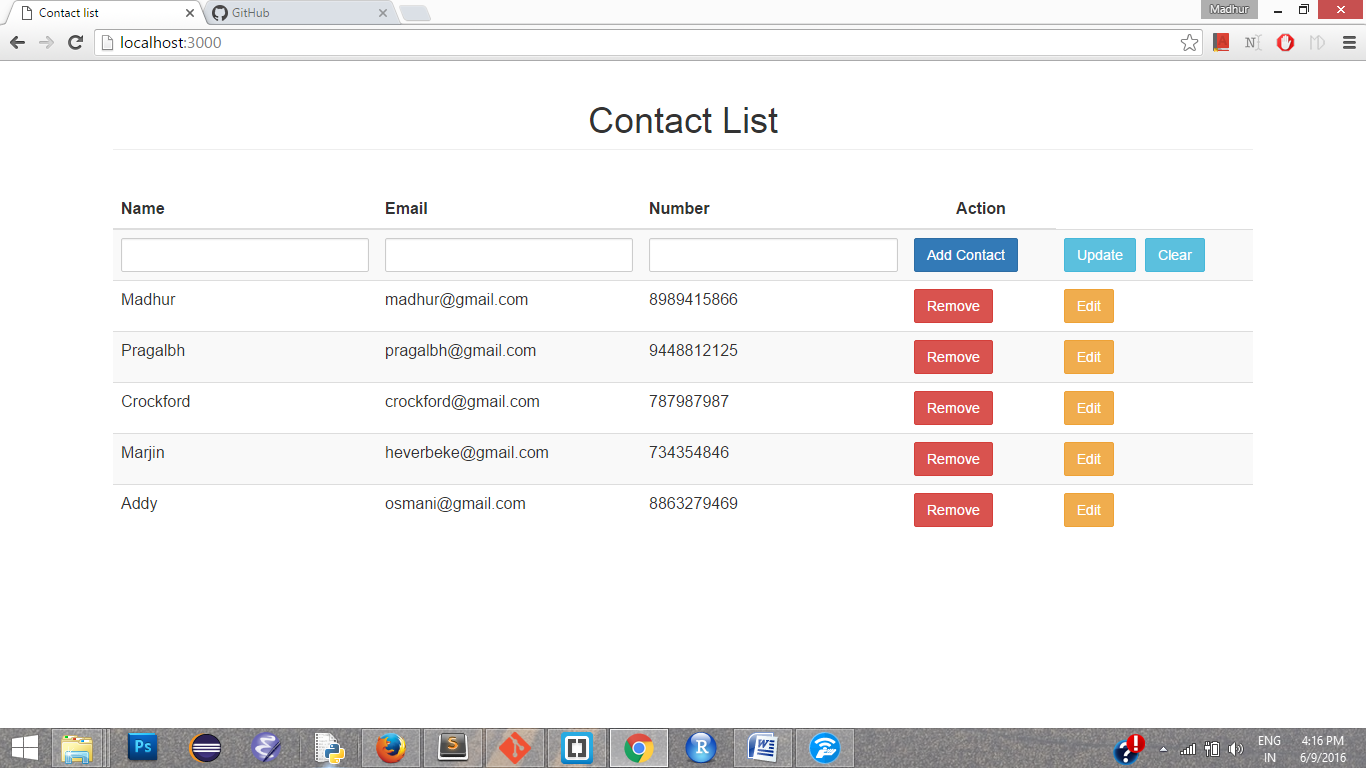 Contact list
GitHub
Madhur
localhost:3000
Contact List
Name Email Number Action
Add Contact Update Clear
Madhur madhur@gmail.com 8989415866 Remove Edit
Pragalbh pragalbh@gmail.com 9448812125 Remove Edit
Crockford crockford@gmail.com 787987987 Remove Edit
Marjin heverbeke@gmail.com 734354846 Remove Edit
Addy osmani@gmail.com 8863279469 Remove Edit
Ps
S
R
W
ENG 4:16 PM
IN 6/9/2016